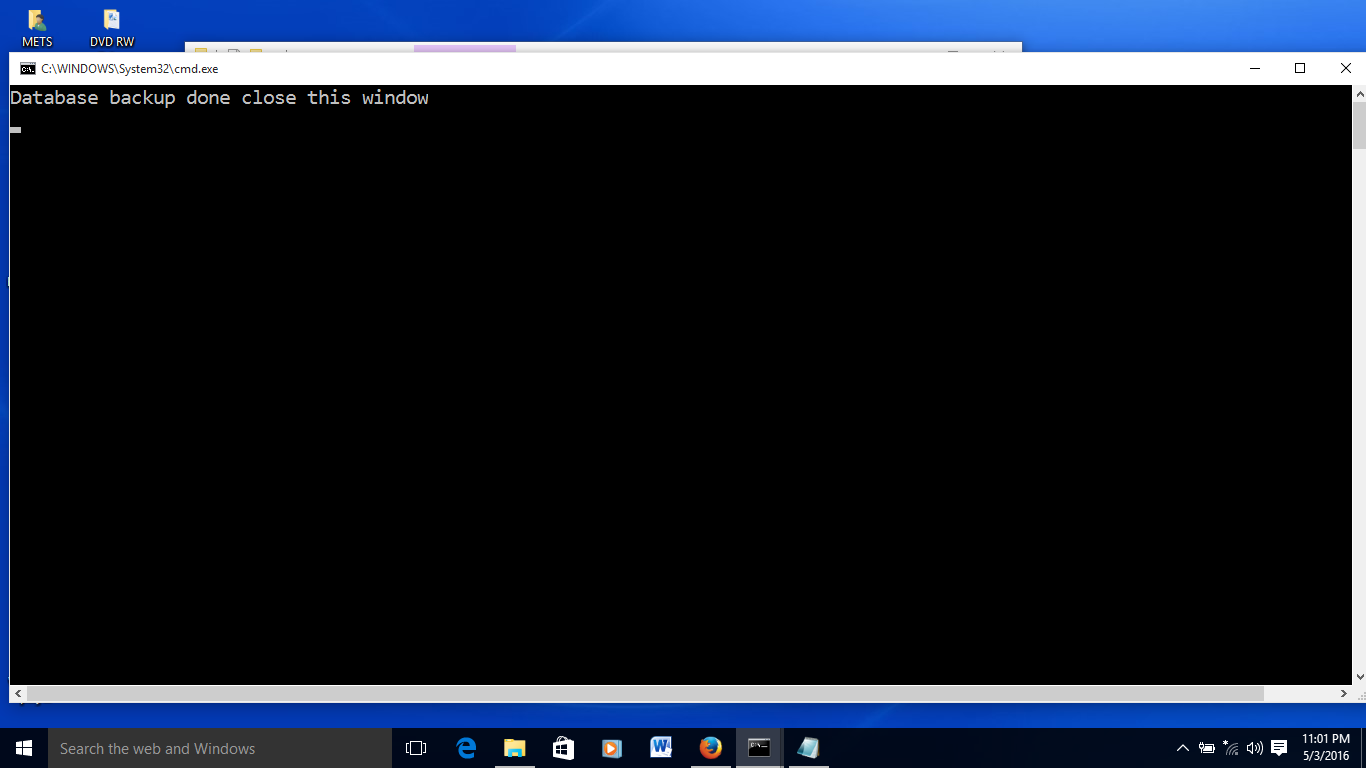 METS
DVD RW
C:\WINDOWS\System32\cmd.exe
Database backup done close this window
Search the web and Windows
11:01 PM
5/3/2016